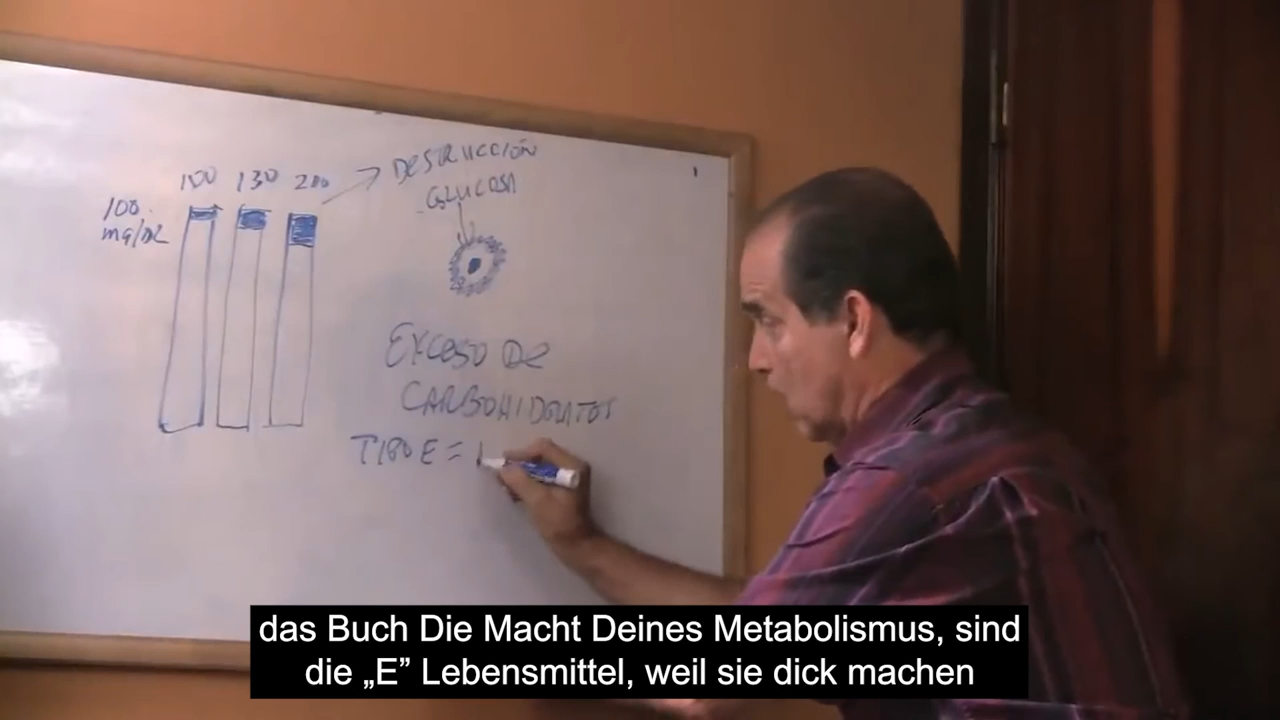 100 130 200
100
mg/DL
DESTRUCCIÓN
GLUCOSA
EXCESO DE
CARBOHIDRATOS
TIPO E =
das Buch Die Macht Deines Metabolismus, sind
die „E” Lebensmittel, weil sie dick machen